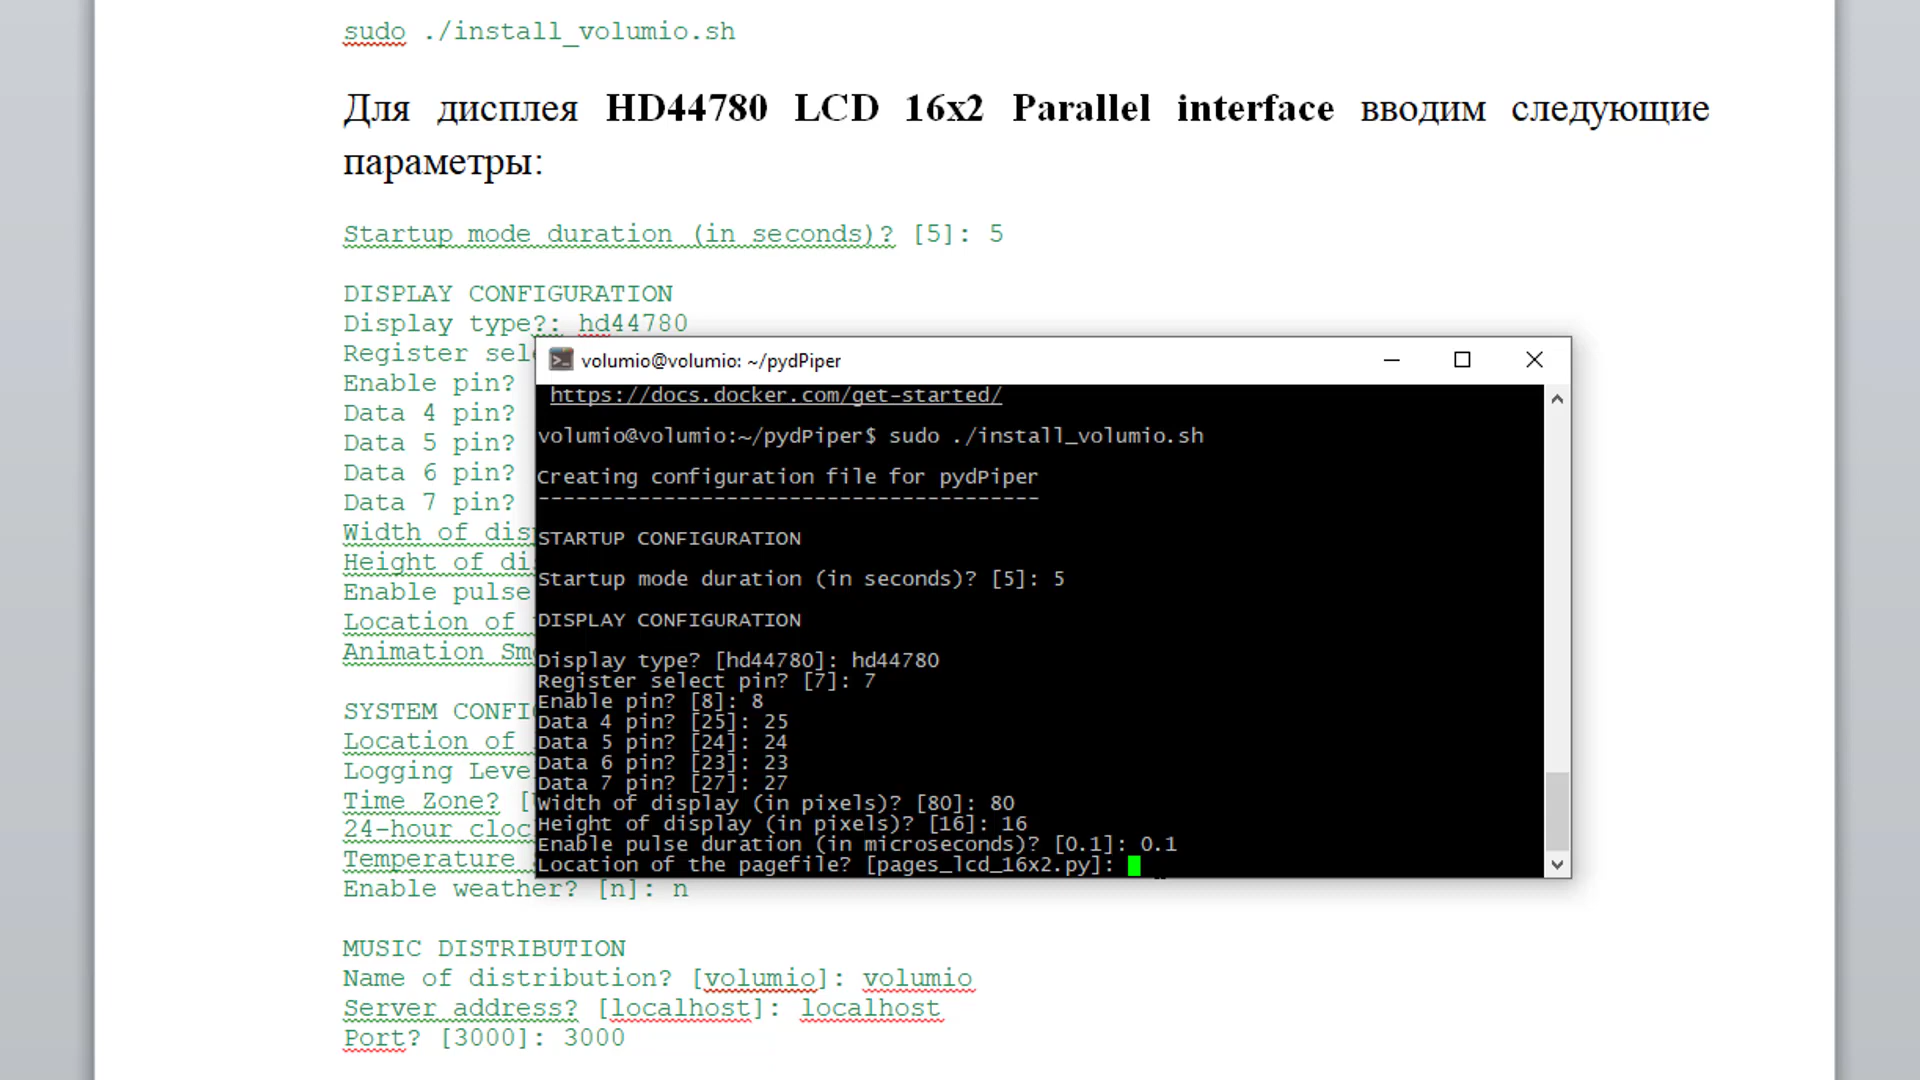 sudo ./install_volumio.sh
Для дисплея HD44780 LCD 16x2 Parallel interface вводим следующие
параметры:
Startup mode duration (in seconds)? [5]: 5
DISPLAY CONFIGURATION
Display type?: hd44780
Register sel
Enable pin?
Data 4 pin?
Data 5 pin?
Data 6 pin?
Data 7 pin?
Width of dis
Height of di
Enable pulse
Location of
Animation Smo
SYSTEM CONFI
Location of
Logging Leve
Time Zone? [
24-hour cloc
Temperature
Enable weather? [n]: n
MUSIC DISTRIBUTION
Name of distribution? [volumio]: volumio
Server address? [localhost]: localhost
Port? [3000]: 3000
volumio@volumio: ~/pydPiper
https://docs.docker.com/get-started/
volumio@volumio:~/pydPiper$ sudo ./install_volumio.sh
Creating configuration file for pydPiper
----------------------------------------
STARTUP CONFIGURATION
Startup mode duration (in seconds)? [5]: 5
DISPLAY CONFIGURATION
Display type? [hd44780]: hd44780
Register select pin? [7]: 7
Enable pin? [8]: 8
Data 4 pin? [25]: 25
Data 5 pin? [24]: 24
Data 6 pin? [23]: 23
Data 7 pin? [27]: 27
Width of display (in pixels)? [80]: 80
Height of display (in pixels)? [16]: 16
Enable pulse duration (in microseconds)? [0.1]: 0.1
Location of the pagefile? [pages_lcd_16x2.py]: